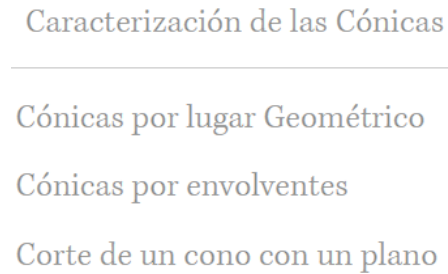 Caracterización de las Cónicas
Cónicas por lugar Geométrico
Cónicas por envolventes
Corte de un cono con un plano